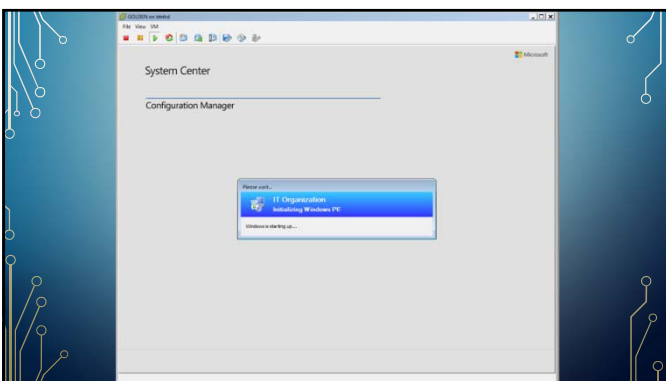 GOLDEN on
File View VM
Microsoft
System Center
Configuration Manager
Please wait...
IT Organization
Initializing Windows PE
Windows is starting up...